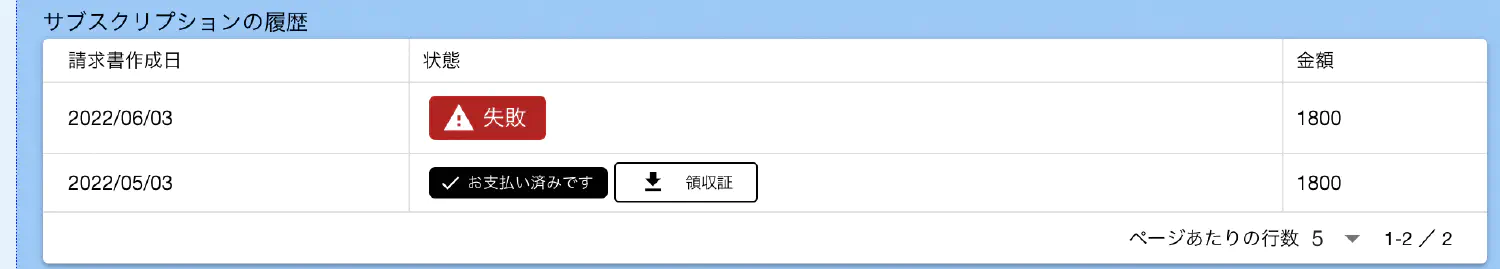 サブスクリプションの履歴
請求書作成日 状態 金額
2022/06/03 失敗 1800
2022/05/03 お支払い済みです 領収証 1800
ページあたりの行数 5 1-2 / 2